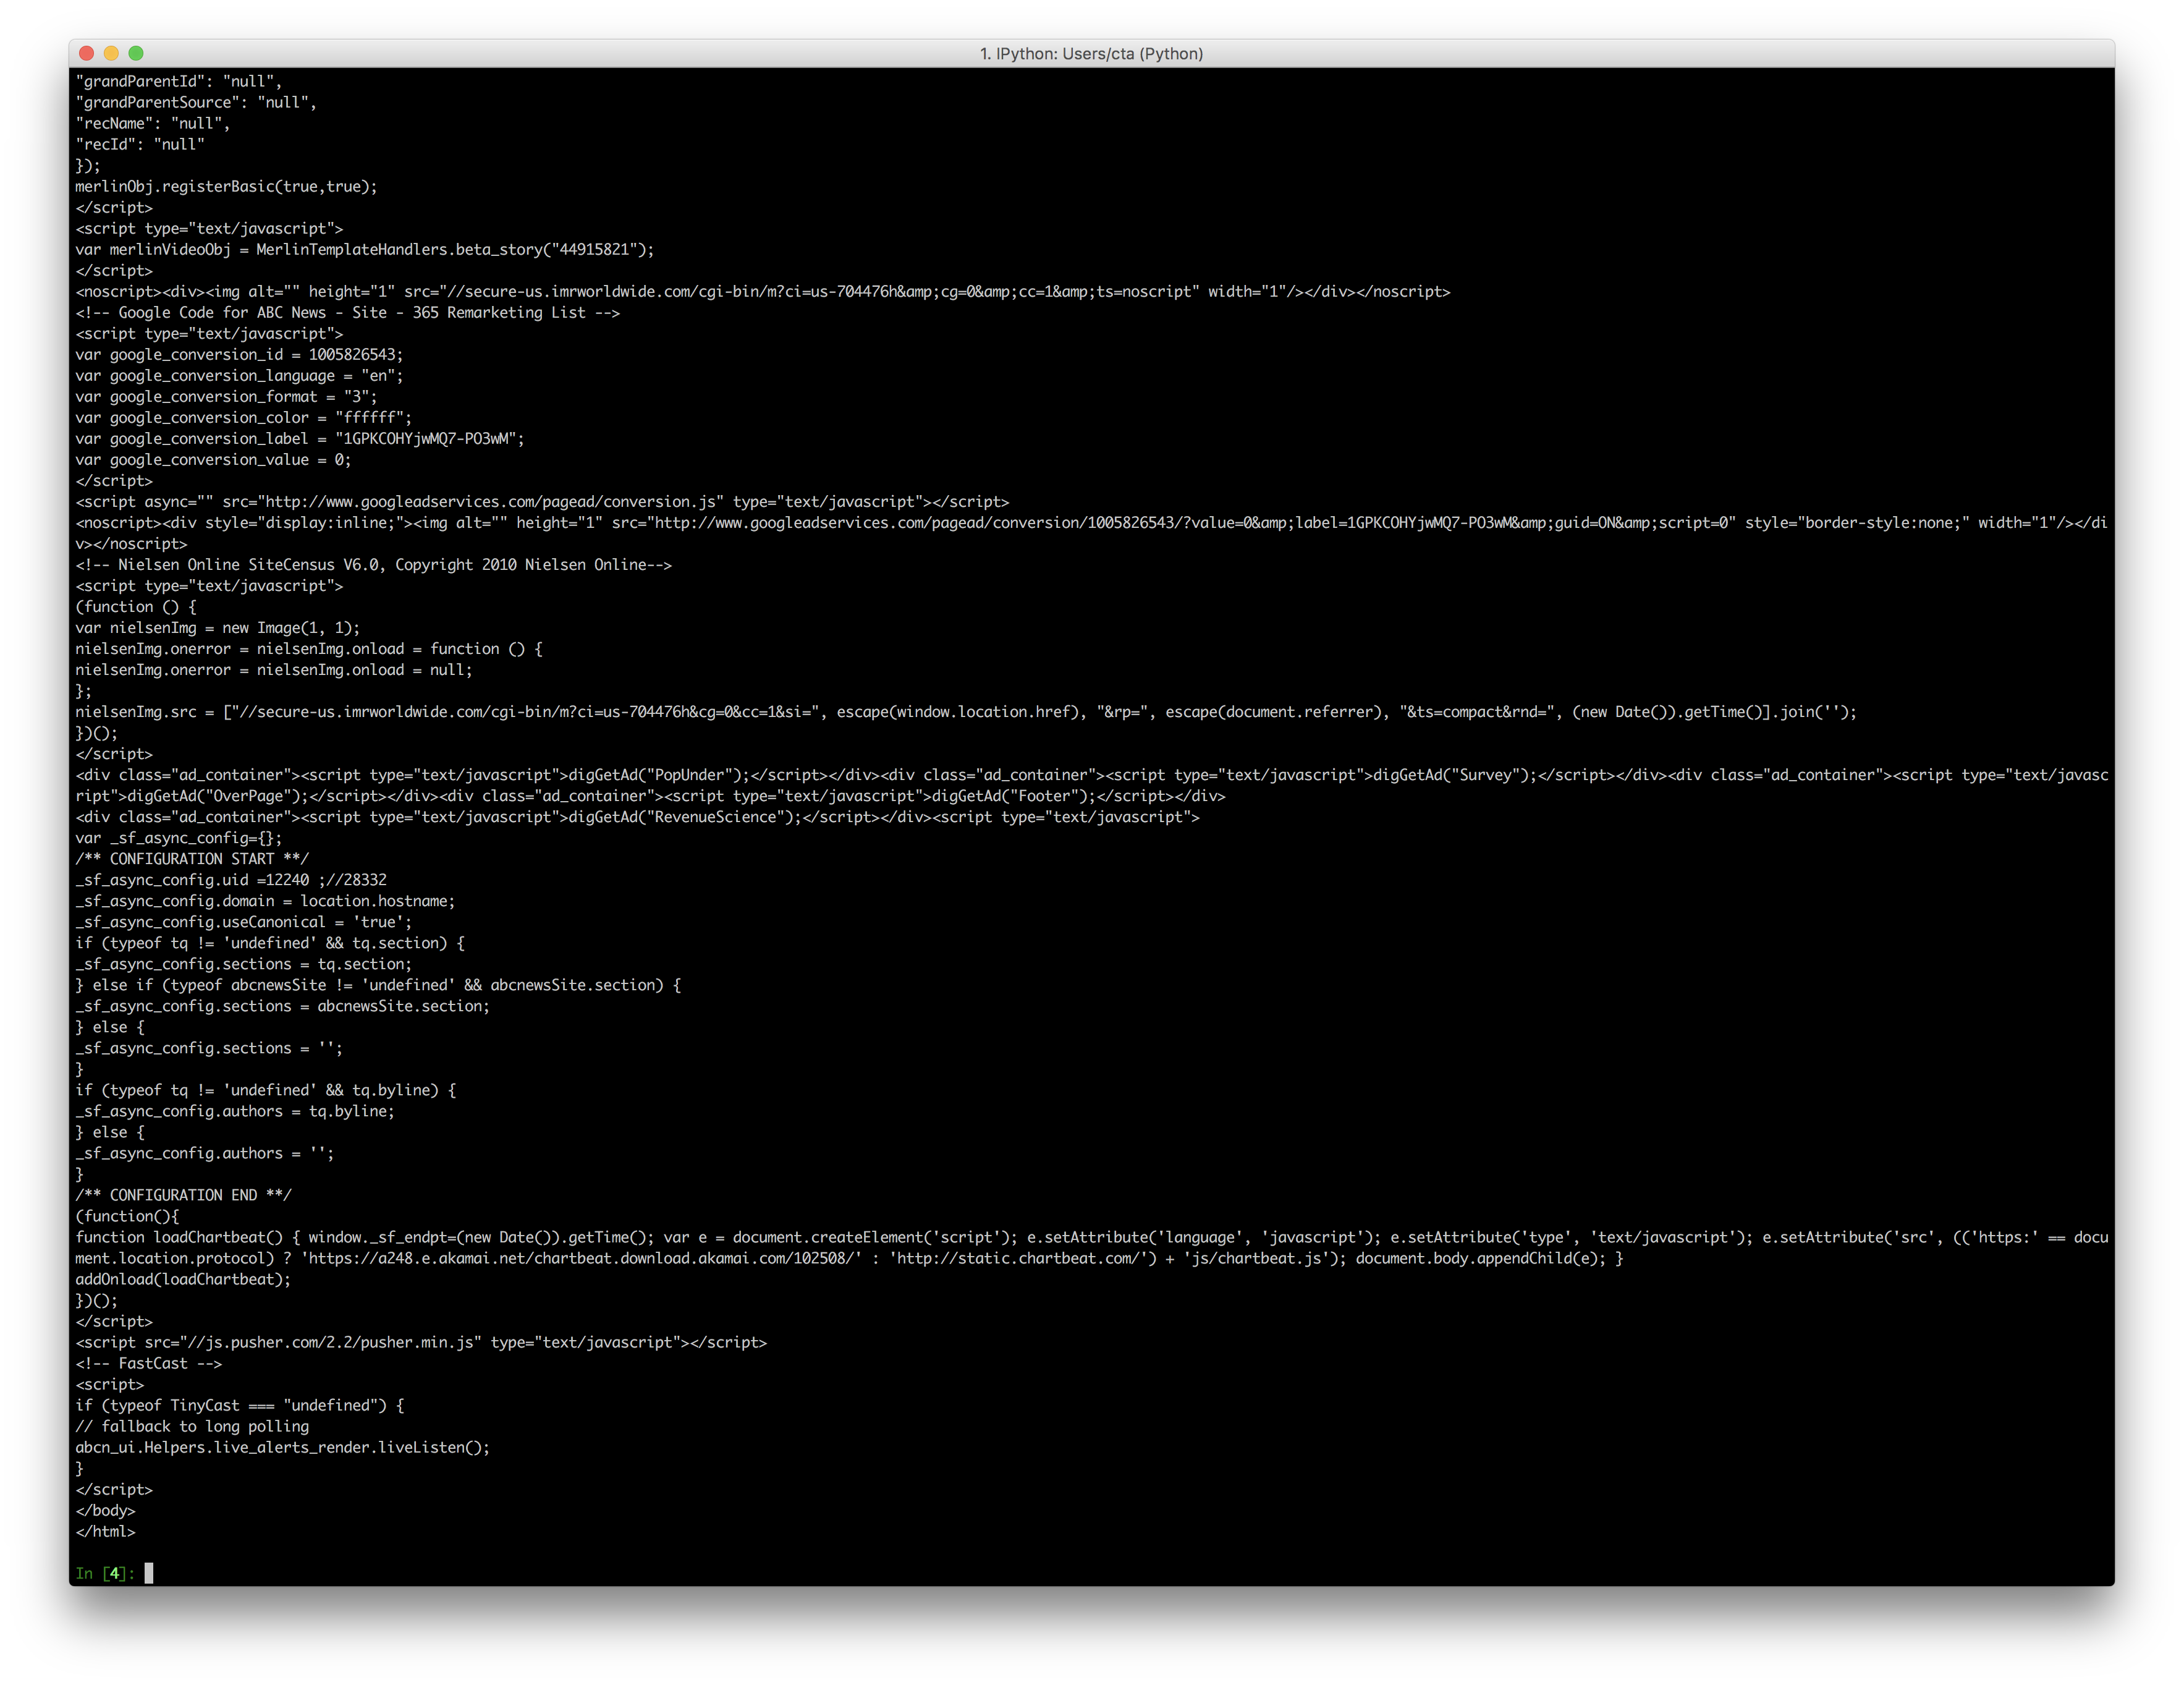 1. IPython: Users/cta (Python)
"grandParentId": "null",
"grandParentSource": "null",
"recName": "null",
"recId": "null"
});
merlinObj.registerBasic(true,true);
</script>
<script type="text/javascript">
var merlinVideoObj = MerlinTemplateHandlers.beta_story("44915821");
</script>
<noscript><div><img alt="" height="1" src="//secure-us.imrworldwide.com/cgi-bin/m?ci=us-704476h&amp;cg=0&amp;cc=1&amp;ts=noscript" width="1"/></div></noscript>
<!-- Google Code for ABC News - Site - 365 Remarketing List -->
<script type="text/javascript">
var google_conversion_id = 1005826543;
var google_conversion_language = "en";
var google_conversion_format = "3";
var google_conversion_color = "ffffff";
var google_conversion_label = "1GPKCOHYjwMQ7-PO3wM";
var google_conversion_value = 0;
</script>
<script async="" src="http://www.googleadservices.com/pagead/conversion.js" type="text/javascript"></script>
<noscript><div style="display:inline;"><img alt="" height="1" src="http://www.googleadservices.com/pagead/conversion/1005826543/?value=0&amp;label=1GPKCOHYjwMQ7-PO3wM&amp;guid=ON&amp;script=0" style="border-style:none;" width="1"/></di
v></noscript>
<!-- Nielsen Online SiteCensus V6.0, Copyright 2010 Nielsen Online-->
<script type="text/javascript">
(function () {
var nielsenImg = new Image(1, 1);
nielsenImg.onerror = nielsenImg.onload = function () {
nielsenImg.onerror = nielsenImg.onload = null;
};
nielsenImg.src = ["//secure-us.imrworldwide.com/cgi-bin/m?ci=us-704476h&cg=0&cc=1&si=", escape(window.location.href), "&rp=", escape(document.referrer), "&ts=compact&rnd=", (new Date()).getTime()].join('');
})();
</script>
<div class="ad_container"><script type="text/javascript">digGetAd("PopUnder");</script></div><div class="ad_container"><script type="text/javascript">digGetAd("Survey");</script></div><div class="ad_container"><script type="text/javasc
ript">digGetAd("OverPage");</script></div><div class="ad_container"><script type="text/javascript">digGetAd("Footer");</script></div>
<div class="ad_container"><script type="text/javascript">digGetAd("RevenueScience");</script></div><script type="text/javascript">
var _sf_async_config={};
/** CONFIGURATION START **/
_sf_async_config.uid =12240 ;//28332
_sf_async_config.domain = location.hostname;
_sf_async_config.useCanonical = 'true';
if (typeof tq != 'undefined' && tq.section) {
_sf_async_config.sections = tq.section;
} else if (typeof abcnewsSite != 'undefined' && abcnewsSite.section) {
_sf_async_config.sections = abcnewsSite.section;
} else {
_sf_async_config.sections = '';
}
if (typeof tq != 'undefined' && tq.byline) {
_sf_async_config.authors = tq.byline;
} else {
_sf_async_config.authors = '';
}
/** CONFIGURATION END **/
(function(){
function loadChartbeat() { window._sf_endpt=(new Date()).getTime(); var e = document.createElement('script'); e.setAttribute('language', 'javascript'); e.setAttribute('type', 'text/javascript'); e.setAttribute('src', (('https:' == docu
ment.location.protocol) ? 'https://a248.e.akamai.net/chartbeat.download.akamai.com/102508/' : 'http://static.chartbeat.com/') + 'js/chartbeat.js'); document.body.appendChild(e); }
addOnload(loadChartbeat);
})();
</script>
<script src="//js.pusher.com/2.2/pusher.min.js" type="text/javascript"></script>
<!-- FastCast -->
<script>
if (typeof TinyCast === "undefined") {
// fallback to long polling
abcn_ui.Helpers.live_alerts_render.liveListen();
}
</script>
</body>
</html>
In [4]: